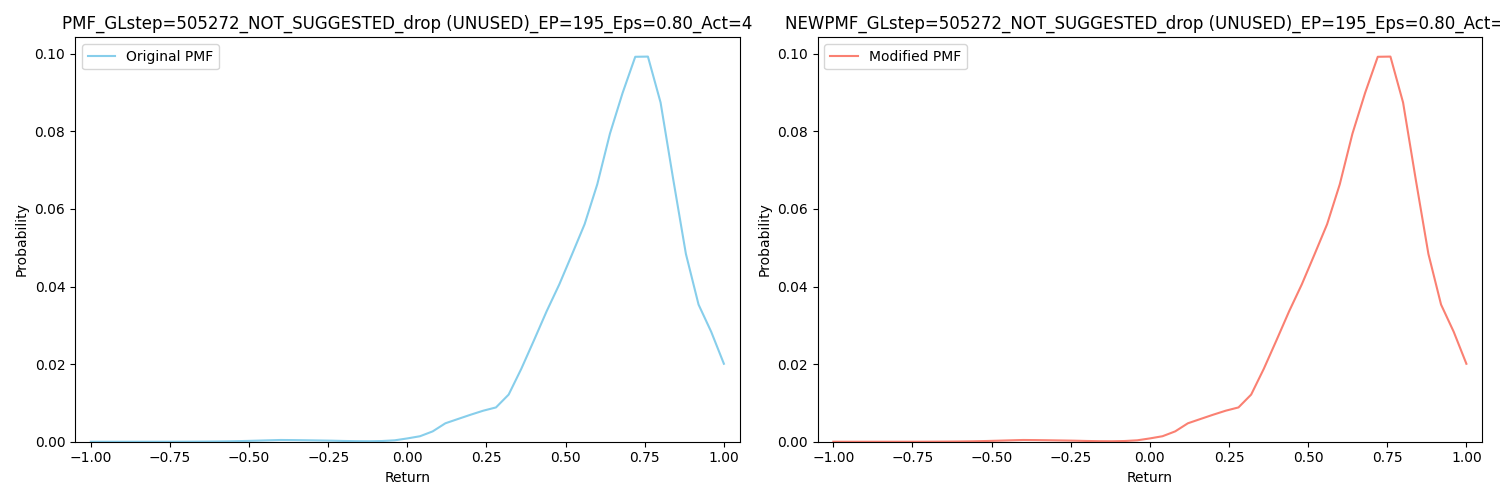 PMF_GLstep=505272_NOT_SUGGESTED_drop (UNUSED)_EP=195_Eps=0.80_Act=4
Original PMF
0.10
0.08
0.06
0.04
0.02
0.00
Probability
−1.00 −0.75 −0.50 −0.25 0.00 0.25 0.50 0.75 1.00
Return
NEWPMF_GLstep=505272_NOT_SUGGESTED_drop (UNUSED)_EP=195_Eps=0.80_Act=
Modified PMF
0.10
0.08
0.06
0.04
0.02
0.00
Probability
−1.00 −0.75 −0.50 −0.25 0.00 0.25 0.50 0.75 1.00
Return